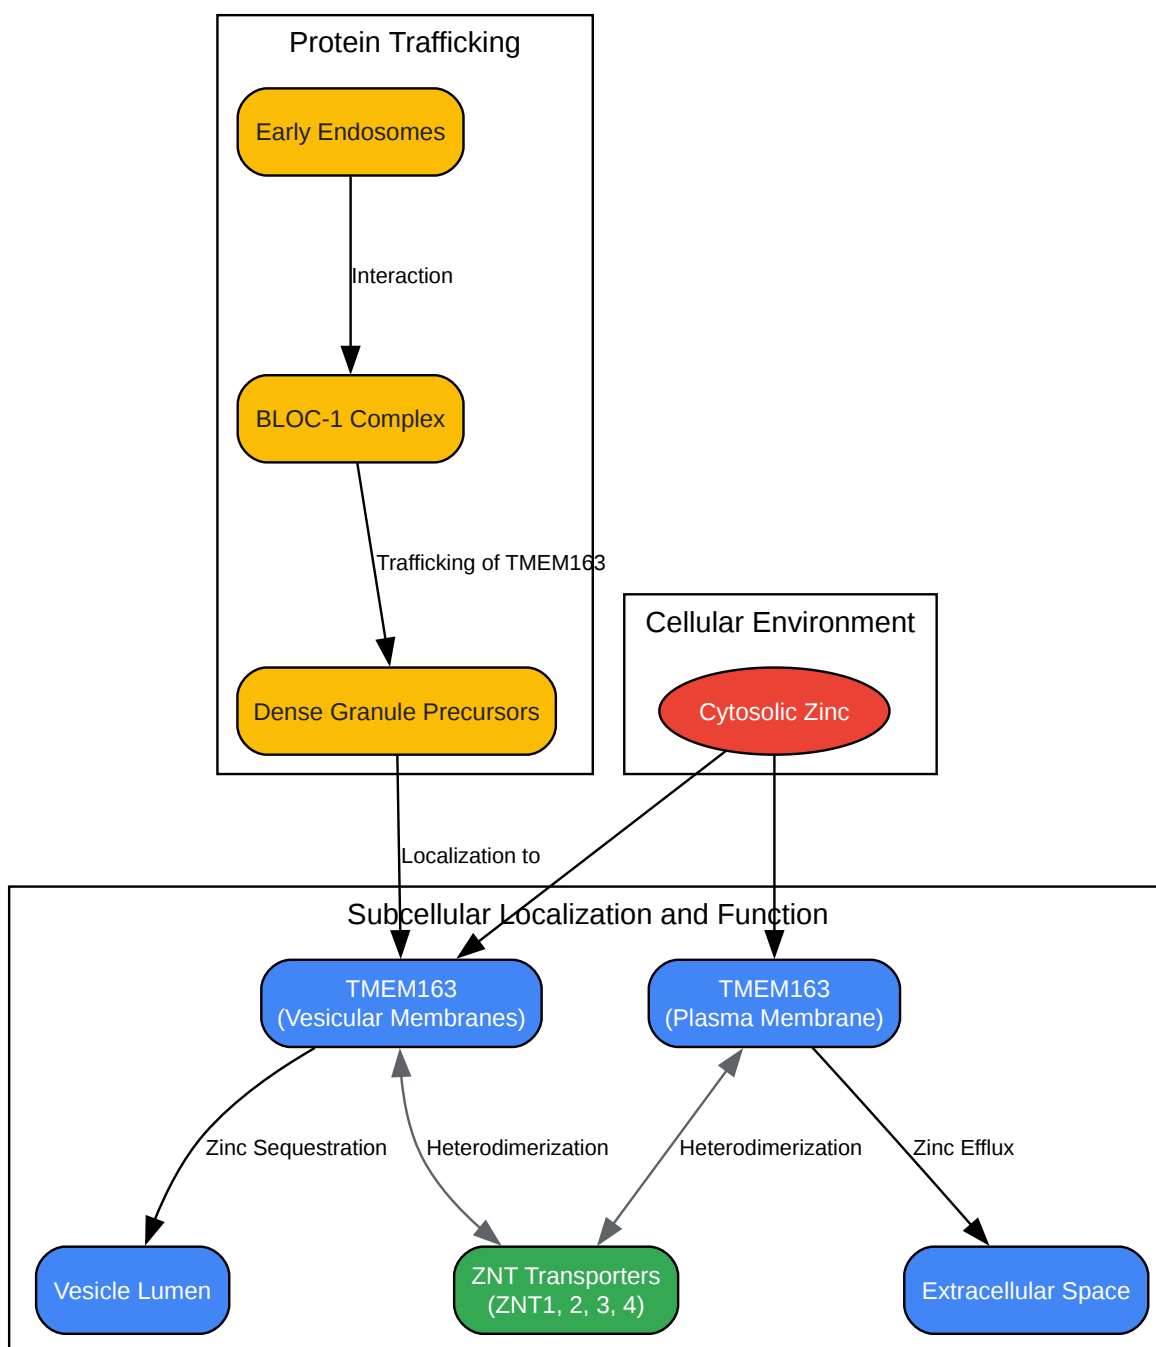 Protein Trafficking
Early Endosomes
Interaction
BLOC-1 Complex
Trafficking of TMEM163
Cellular Environment
Dense Granule Precursors
Cytosolic Zinc
Localization to
Subcellular Localization and Function
TMEM163
(Vesicular Membranes)
TMEM163
(Plasma Membrane)
Zinc Sequestration
Heterodimerization
Heterodimerization
Zinc Efflux
Vesicle Lumen
ZNT Transporters
(ZNT1, 2, 3, 4)
Extracellular Space